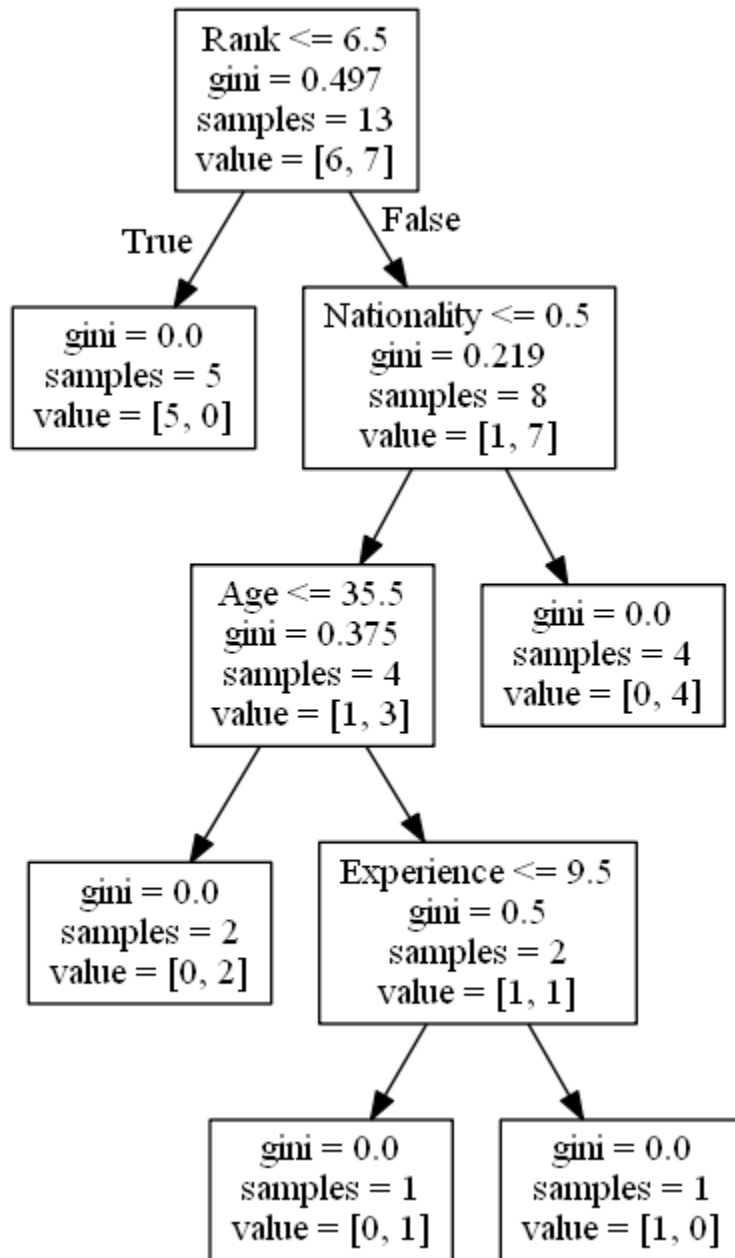 Rank <= 6.5
gini = 0.497
samples = 13
value = [6, 7]
True
False
gini = 0.0
samples = 5
value = [5, 0]
Nationality <= 0.5
gini = 0.219
samples = 8
value = [1, 7]
Age <= 35.5
gini = 0.375
samples = 4
value = [1, 3]
gini = 0.0
samples = 4
value = [0, 4]
gini = 0.0
samples = 2
value = [0, 2]
Experience <= 9.5
gini = 0.5
samples = 2
value = [1, 1]
gini = 0.0
samples = 1
value = [0, 1]
gini = 0.0
samples = 1
value = [1, 0]